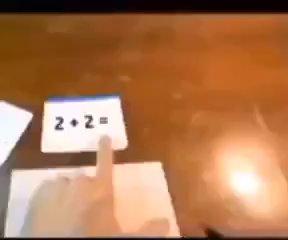 2 + 2 =